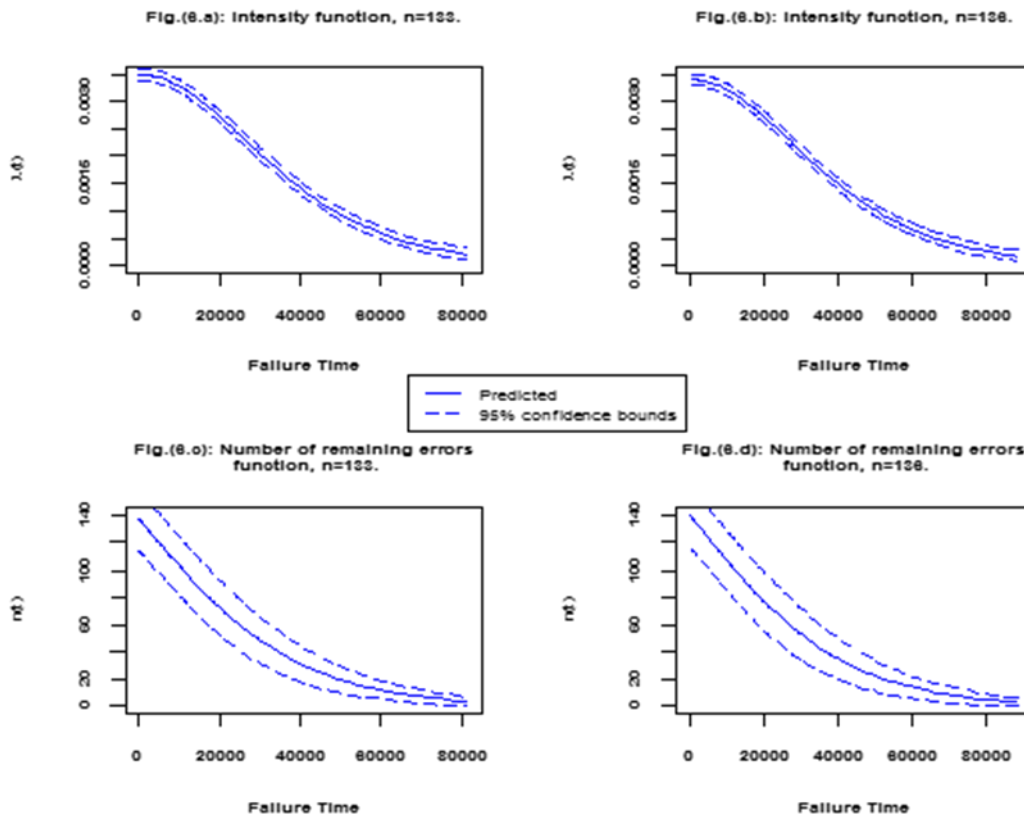 Fig.(6.a): Intensity function, n=133.
Fig.(6.b): Intensity function, n=136.
λ(t)
0.0000 0.0015 0.0030
0 20000 40000 60000 80000
Failure Time
λ(t)
0.0000 0.0015 0.0030
0 20000 40000 60000 80000
Failure Time
Predicted
95% confidence bounds
Fig.(6.c): Number of remaining errors
function, n=133.
Fig.(6.d): Number of remaining errors
function, n=136.
n(t)
0 20 60 100 140
0 20000 40000 60000 80000
Failure Time
n(t)
0 20 60 100 140
0 20000 40000 60000 80000
Failure Time